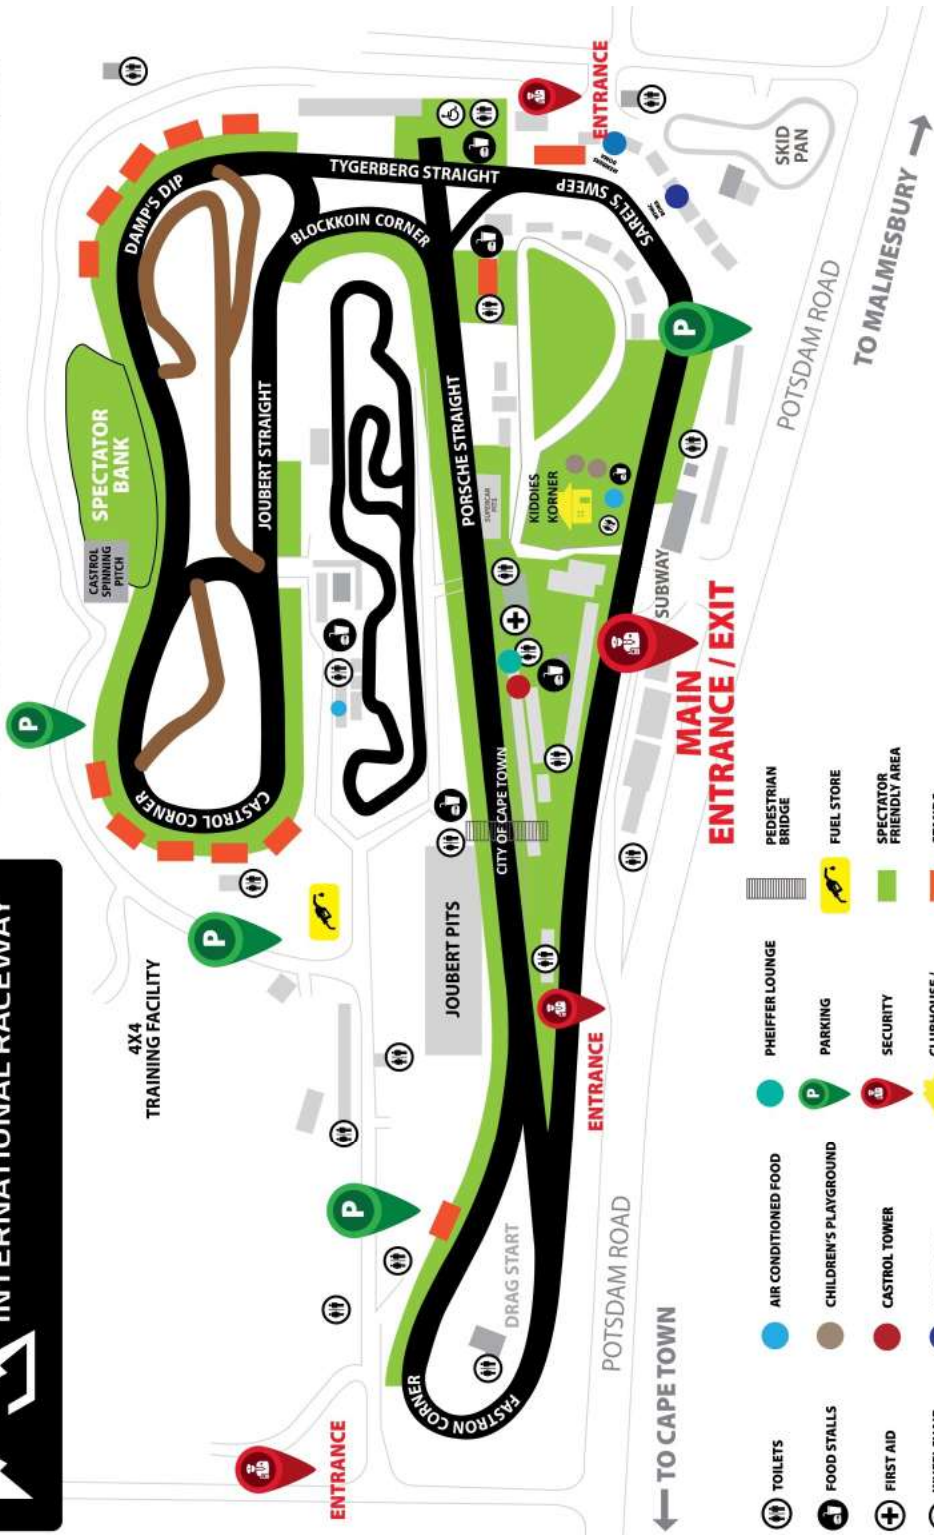 INTERNATIONAL RACEWAY
4X4
TRAINING FACILITY
CASTROL
SPINNING
PITCH
SPECTATOR
BANK
CASTROL CORNER
DAMP'S DIP
JOUBERT STRAIGHT
BLOCKKOIN CORNER
TYGERBERG STRAIGHT
ENTRANCE
P
P
P
JOUBERT PITS
CITY OF CAPE TOWN
PORSCHE STRAIGHT
SUPERCAR
PITS
KIDDIES
KORNER
SAREL'S SWEEP
P
SKID
PAN
FASTRON CORNER
DRAG START
ENTRANCE
ENTRANCE
SUBWAY
MAIN
ENTRANCE / EXIT
POTSDAM ROAD
POTSDAM ROAD
TO CAPE TOWN
TO MALMESBURY
TOILETS
AIR CONDITIONED FOOD
PHEIFFER LOUNGE
PEDESTRIAN
BRIDGE
FOOD STALLS
CHILDREN'S PLAYGROUND
P
PARKING
FUEL STORE
FIRST AID
CASTROL TOWER
SECURITY
SPECTATOR
FRIENDLY AREA